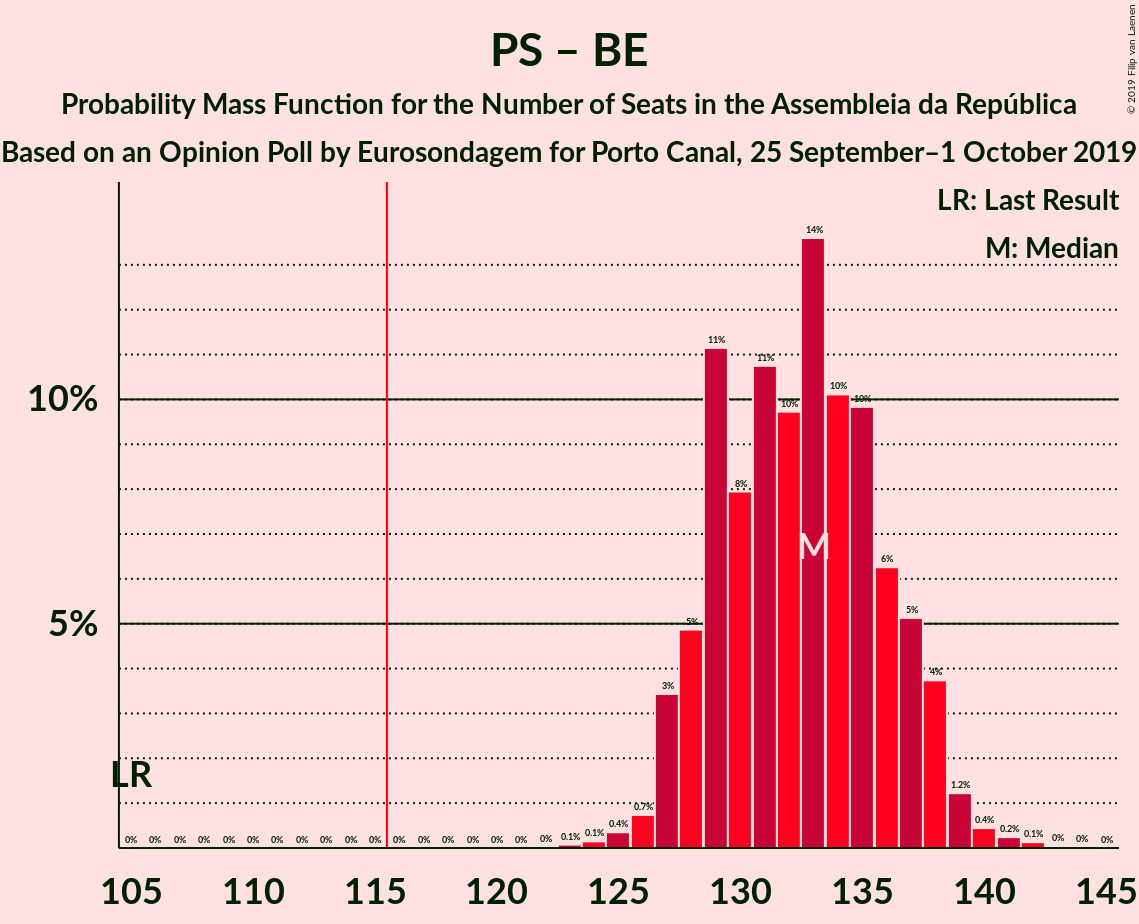 PS – BE
Probability Mass Function for the Number of Seats in the Assembleia da República
Based on an Opinion Poll by Eurosondagem for Porto Canal, 25 September–1 October 2019
© 2019 Filip van Laenen
LR: Last Result
M: Median
10%
5%
LR
M
0% 0% 0% 0% 0% 0% 0% 0% 0% 0% 0% 0% 0% 0% 0% 0% 0% 0% 0.1% 0.1% 0.4% 0.7% 3% 5% 11% 8% 11% 10% 14% 10% 10% 6% 5% 4% 1.2% 0.4% 0.2% 0.1% 0% 0% 0%
105 110 115 120 125 130 135 140 145